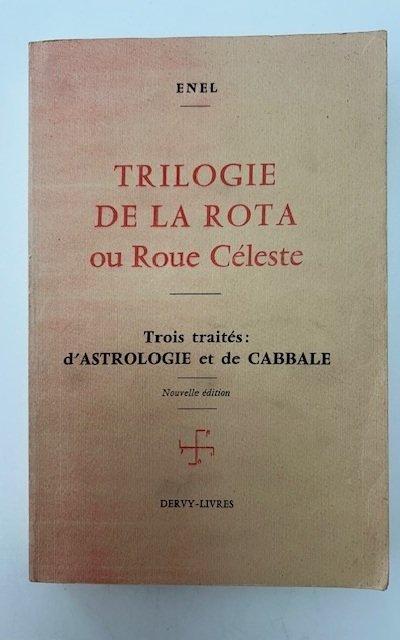 ENEL
TRILOGIE
DE LA ROTA
ou Roue Céleste
Trois traités :
d'ASTROLOGIE et de CABBALE
Nouvelle édition
DERVY-LIVRES